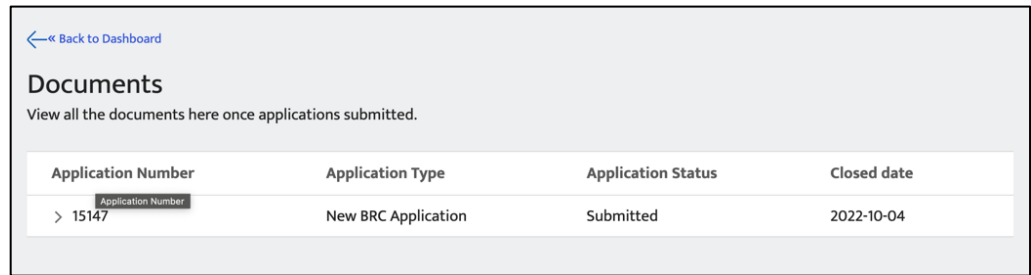 « Back to Dashboard
Documents
View all the documents here once applications submitted.
Application Number Application Type Application Status Closed date
Application Number
15147 New BRC Application Submitted 2022-10-04